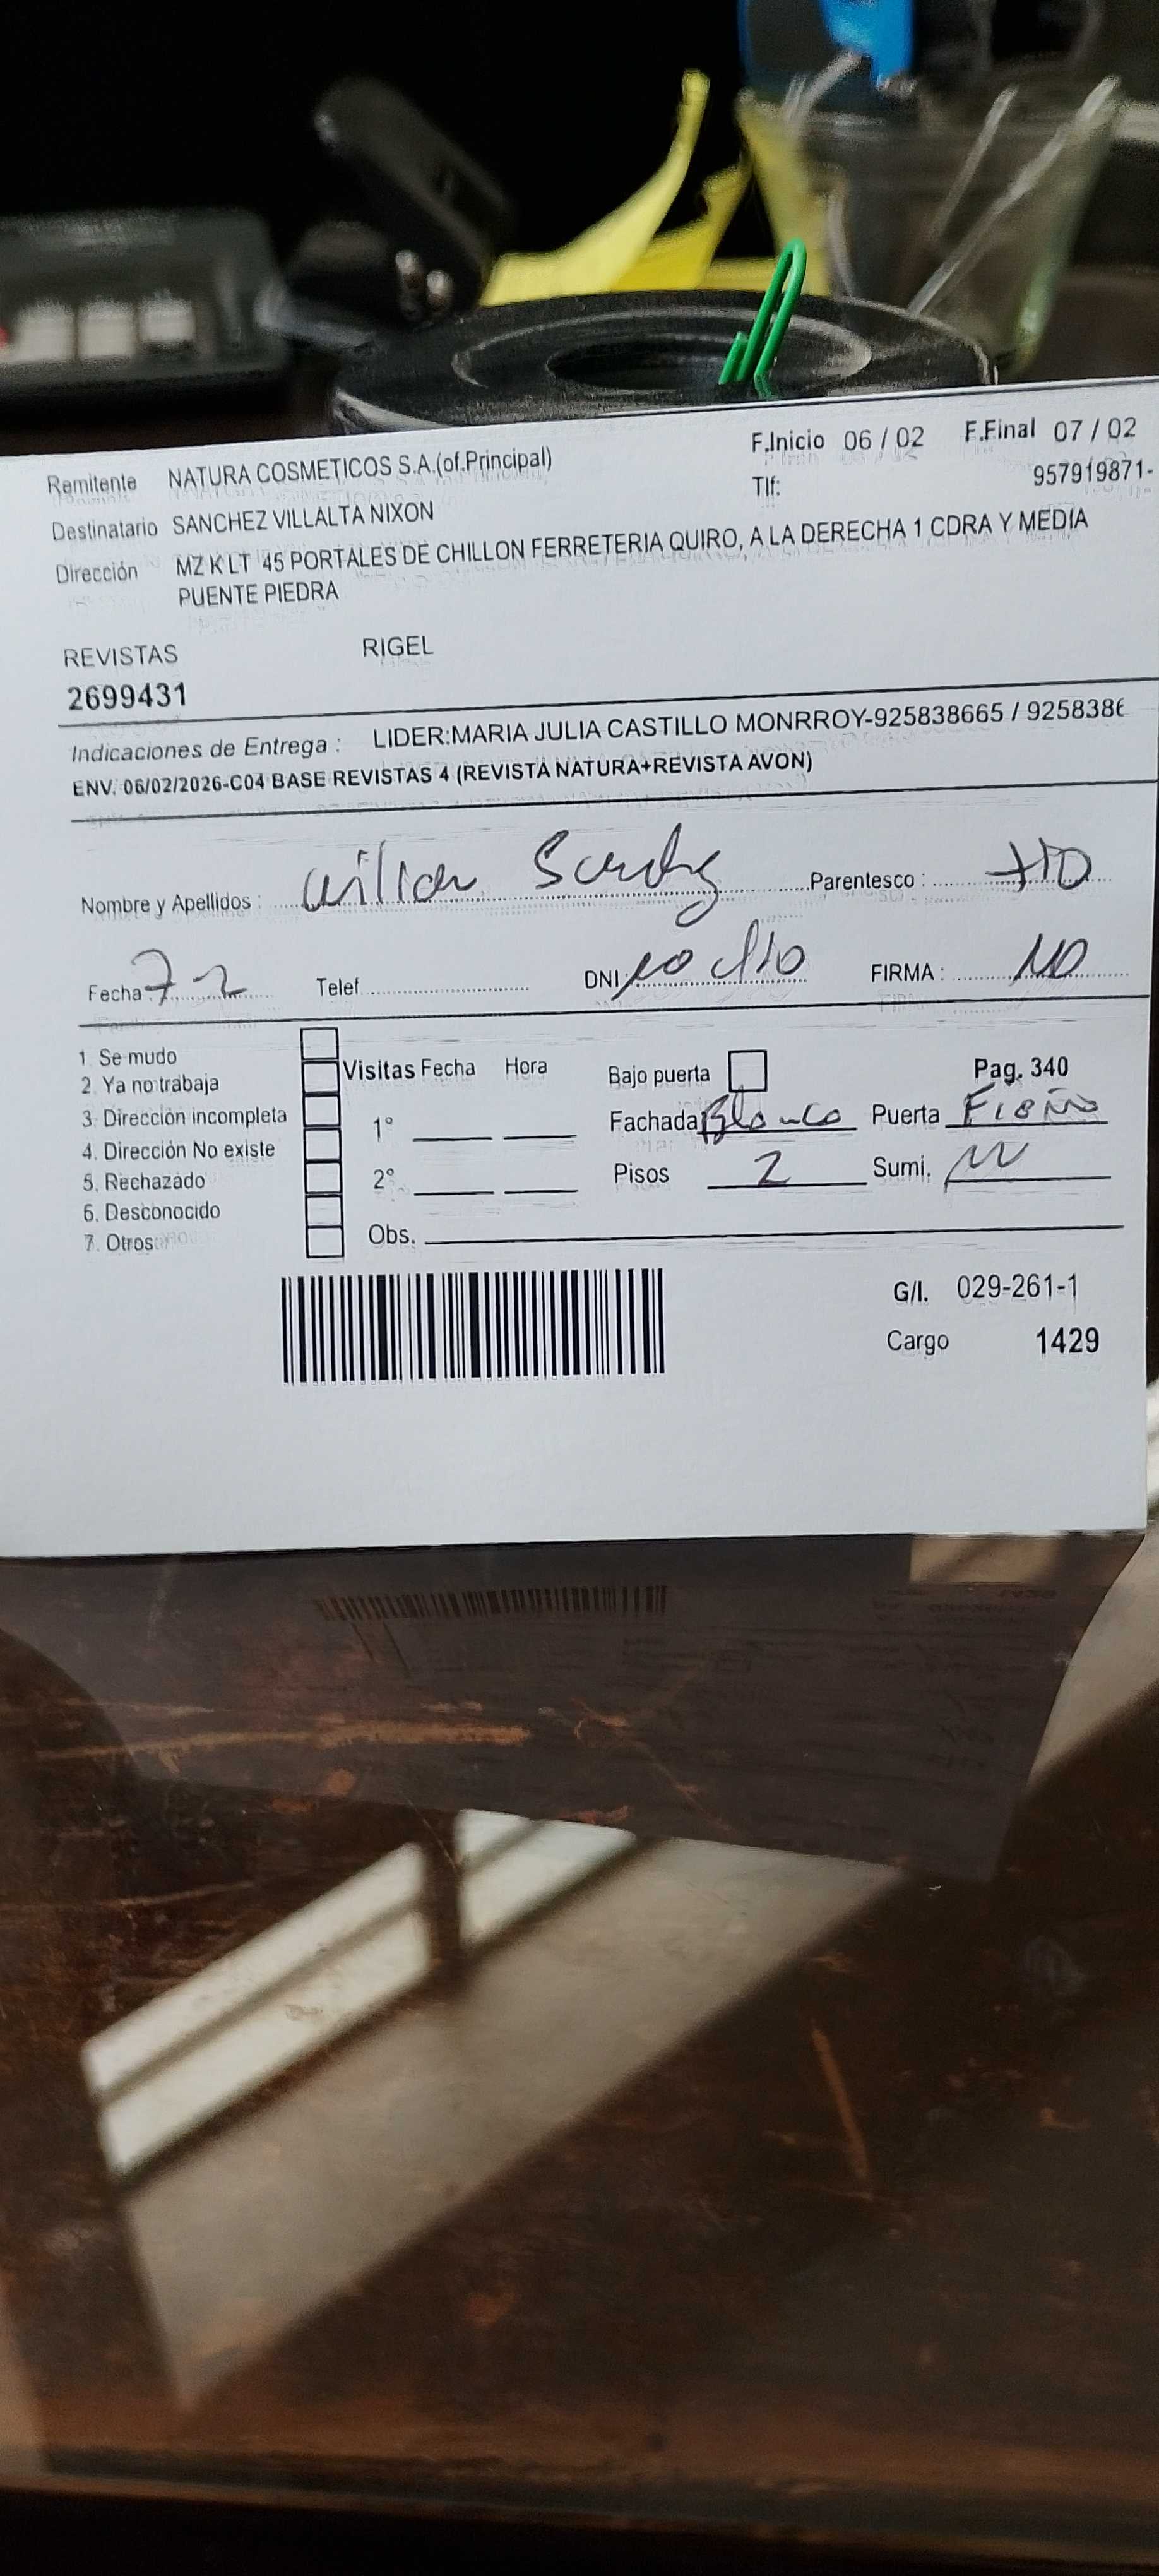 F.Inicio 06 / 02 F.Final 07 / 02
Remitente NATURA COSMETICOS S.A.(of.Principal)
Tlf: 957919871-
Destinatario SANCHEZ VILLALTA NIXON
Dirección MZ K LT 45 PORTALES DE CHILLON FERRETERIA QUIRO, A LA DERECHA 1 CDRA Y MEDIA
PUENTE PIEDRA
REVISTAS RIGEL
2699431
Indicaciones de Entrega : LIDER:MARIA JULIA CASTILLO MONRROY-925838665 / 925838
ENV. 06/02/2026-C04 BASE REVISTAS 4 (REVISTA NATURA+REVISTA AVON)
Nombre y Apellidos : Parentesco : TIO
Fecha : 7 2 Telef DNI: no dio FIRMA : NO
1. Se mudo
2. Ya no trabaja
3. Dirección incompleta
4. Dirección No existe
5. Rechazado
6. Desconocido
7. Otros
Visitas Fecha Hora
1°
2°
Obs.
Bajo puerta Pag. 340
Fachada Blanco Puerta Fierro
Pisos 2 Sumi.
G/I. 029-261-1
Cargo 1429